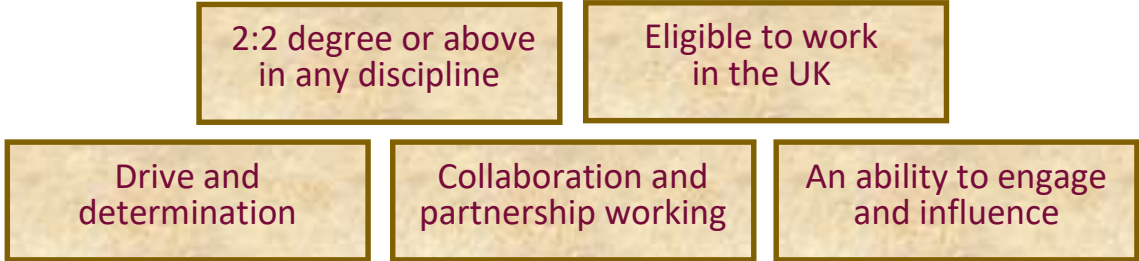 2:2 degree or above
in any discipline
Eligible to work
in the UK
Drive and
determination
Collaboration and
partnership working
An ability to engage
and influence